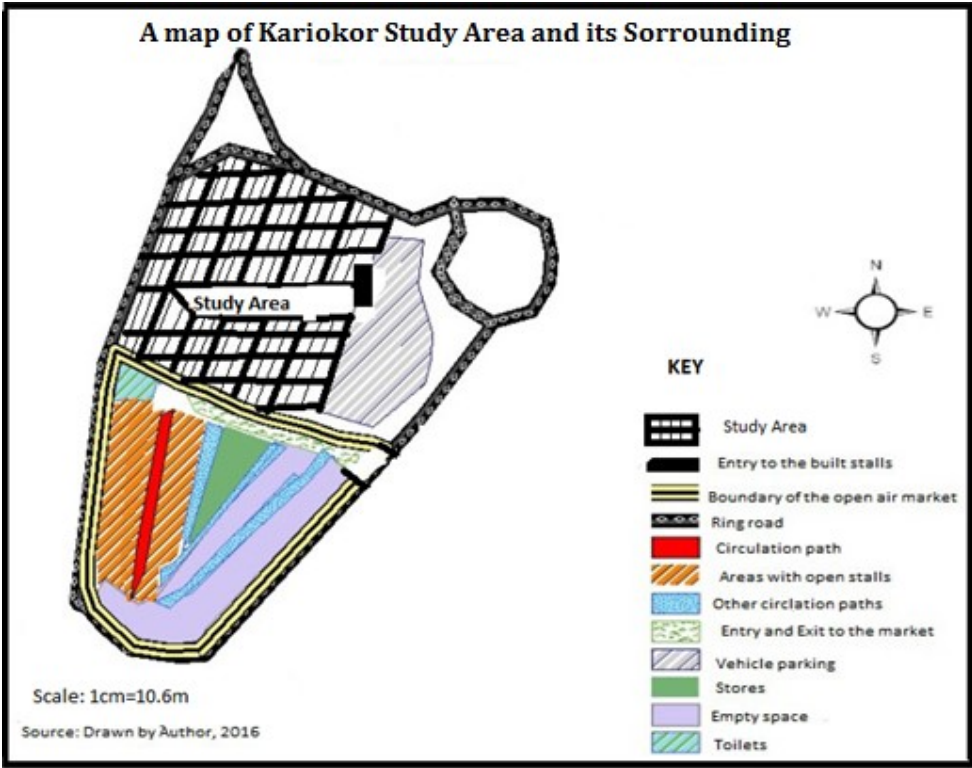 A map of Kariokor Study Area and its Sorrounding
Study Area
N
W E
S
KEY
Study Area
Entry to the built stalls
Boundary of the open air market
Ring road
Circulation path
Areas with open stalls
Other circlation paths
Entry and Exit to the market
Vehicle parking
Stores
Empty space
Toilets
Scale: 1cm=10.6m
Source: Drawn by Author, 2016